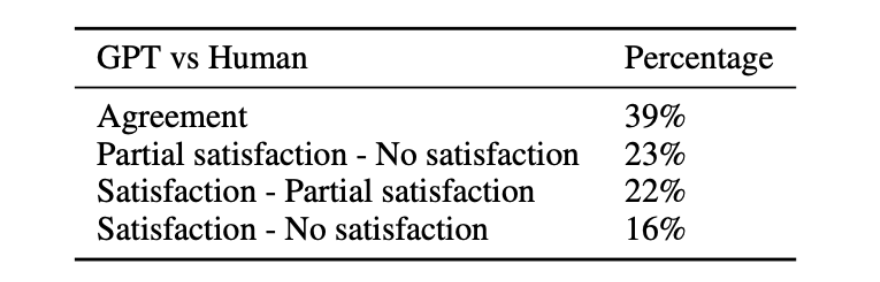 GPT vs Human Percentage
Agreement 39%
Partial satisfaction - No satisfaction 23%
Satisfaction - Partial satisfaction 22%
Satisfaction - No satisfaction 16%